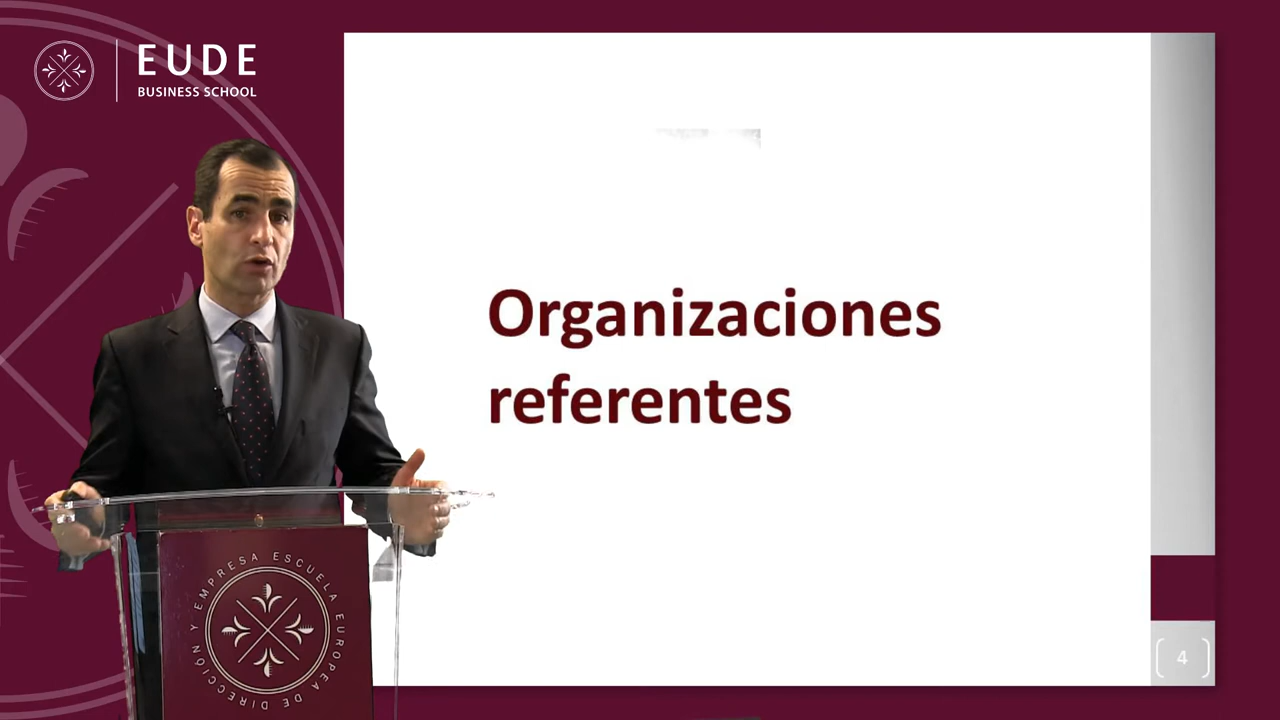 EUDE
BUSINESS SCHOOL
Organizaciones
referentes
4
ESCUELA EUROPEA DE DIRECCIÓN Y EMPRESA